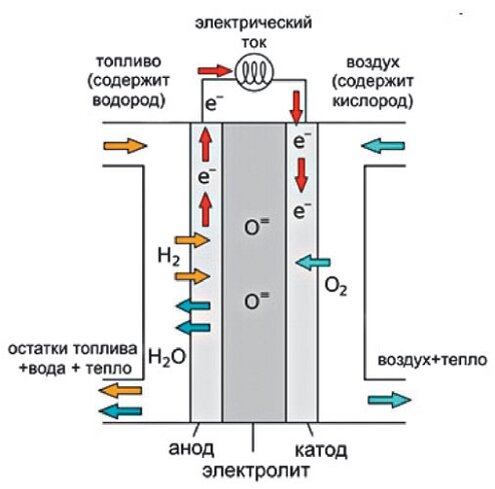 электрический
ток
топливо
(содержит
водород)
воздух
(содержит
кислород)
e⁻
e⁻
e⁻
e⁻
O⁼
H₂
O₂
O⁼
H₂O
остатки топлива
+вода + тепло
воздух+тепло
анод
катод
электролит